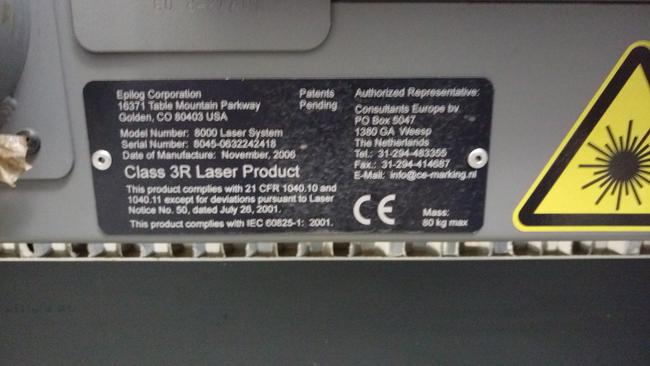 Epilog Corporation
16371 Table Mountain Parkway
Golden, CO 80403 USA
Patents
Pending
Model Number: 8000 Laser System
Serial Number: 8045-0632242418
Date of Manufacture: November, 2006
Class 3R Laser Product
This product complies with 21 CFR 1040.10 and
1040.11 except for deviations pursuant to Laser
Notice No. 50, dated July 26, 2001.
This product complies with IEC 60825-1: 2001.
Authorized Representative:
Consultants Europe bv
PO Box 5047
1380 GA Weesp
The Netherlands
Tel.: 31-294-483355
Fax.: 31-294-414687
E-Mail: info@ce-marking.nl
CE
Mass:
80 kg max